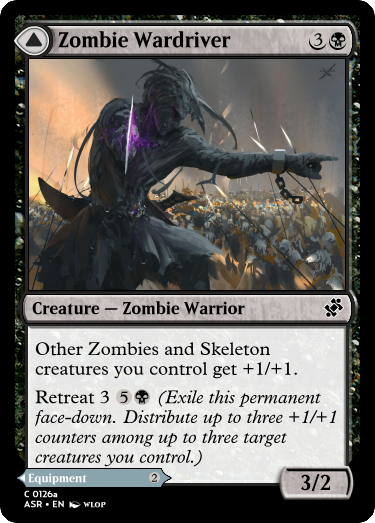 Zombie Wardriver 3
Creature — Zombie Warrior
Other Zombies and Skeleton
creatures you control get +1/+1.
Retreat 3 5 (Exile this permanent
face-down. Distribute up to three +1/+1
counters among up to three target
creatures you control.)
Equipment 2
3/2
C 0126a
ASR • EN WLOP